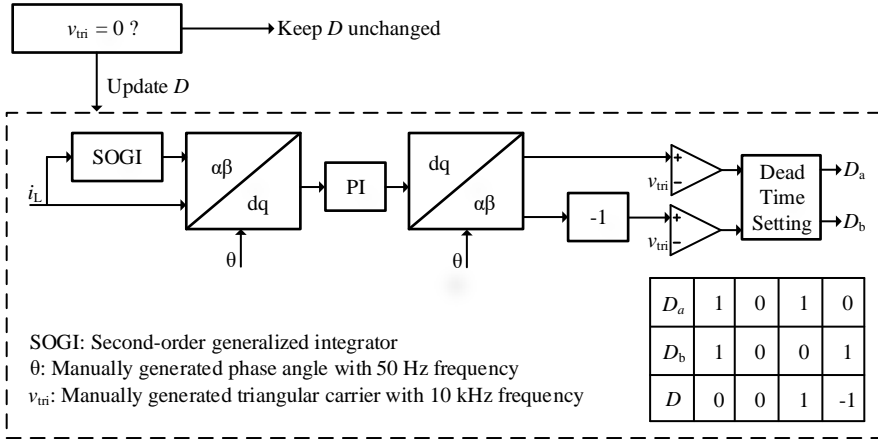 v_tri = 0 ?
Keep D unchanged
Update D
SOGI
i_L
αβ
dq
θ
PI
dq
αβ
θ
-1
+
v_tri −
+
v_tri −
Dead
Time
Setting
D_a
D_b
SOGI: Second-order generalized integrator
θ: Manually generated phase angle with 50 Hz frequency
v_tri: Manually generated triangular carrier with 10 kHz frequency
D_a 1 0 1 0
D_b 1 0 0 1
D 0 0 1 -1